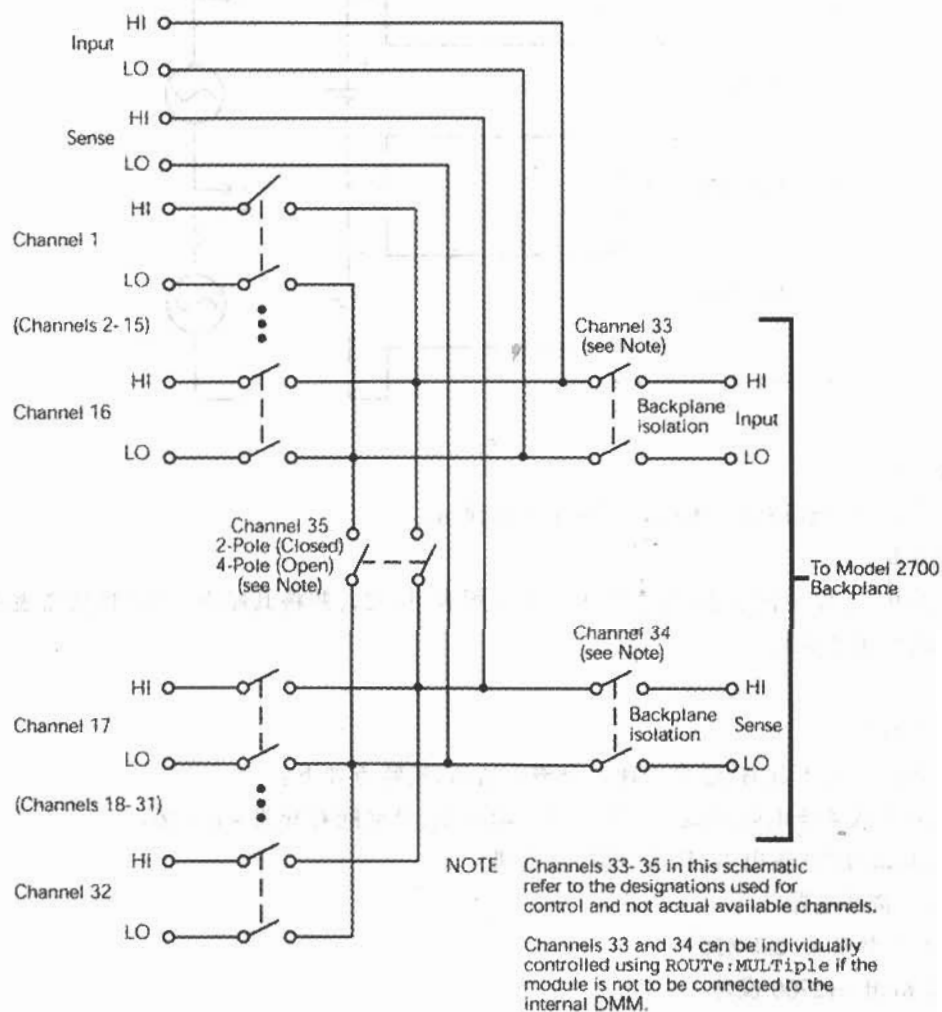 HI
Input
LO
HI
Sense
LO
HI
Channel 1
LO
(Channels 2-15)
HI
Channel 16
LO
Channel 33
(see Note)
Backplane
isolation
HI
Input
LO
Channel 35
2-Pole (Closed)
4-Pole (Open)
(see Note)
To Model 2700
Backplane
HI
Channel 17
LO
(Channels 18-31)
Channel 34
(see Note)
Backplane
isolation
HI
Sense
LO
HI
Channel 32
LO
NOTE
Channels 33-35 in this schematic
refer to the designations used for
control and not actual available channels.
Channels 33 and 34 can be individually
controlled using ROUTe:MULTiple if the
module is not to be connected to the
internal DMM.